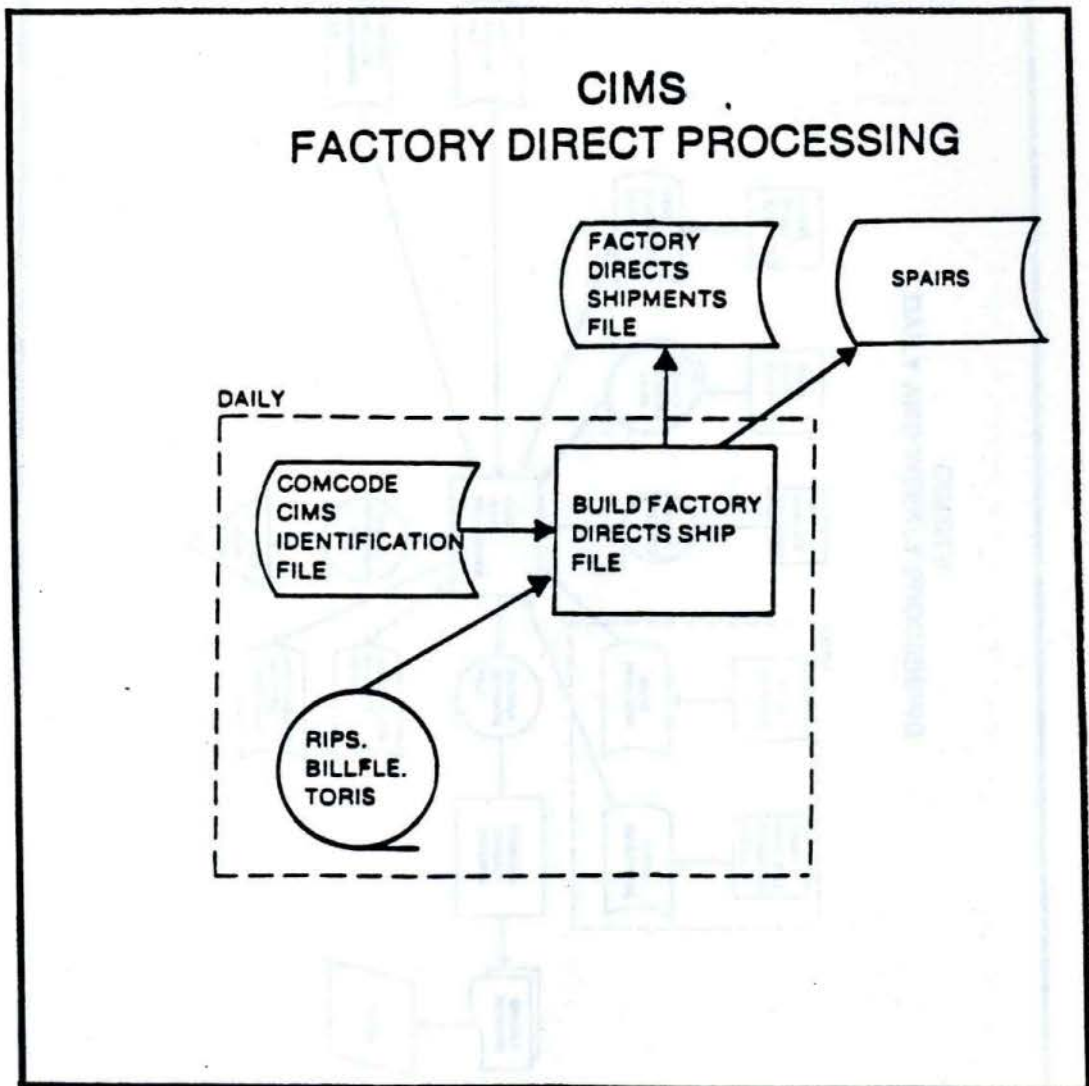 CIMS
FACTORY DIRECT PROCESSING
FACTORY
DIRECTS
SHIPMENTS
FILE
SPAIRS
DAILY
COMCODE
CIMS
IDENTIFICATION
FILE
BUILD FACTORY
DIRECTS SHIP
FILE
RIPS.
BILLFLE.
TORIS